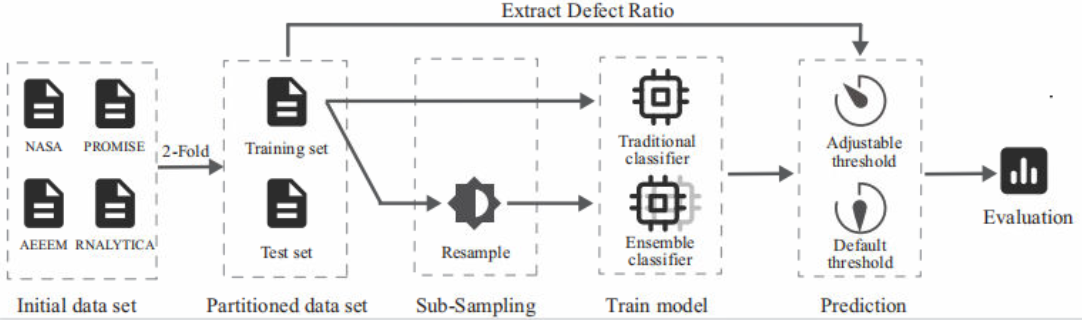 Extract Defect Ratio
NASA PROMISE
AEEEM RNALYTICA
Initial data set
2-Fold
Training set
Test set
Partitioned data set
Resample
Sub-Sampling
Traditional
classifier
Ensemble
classifier
Train model
Adjustable
threshold
Default
threshold
Prediction
Evaluation